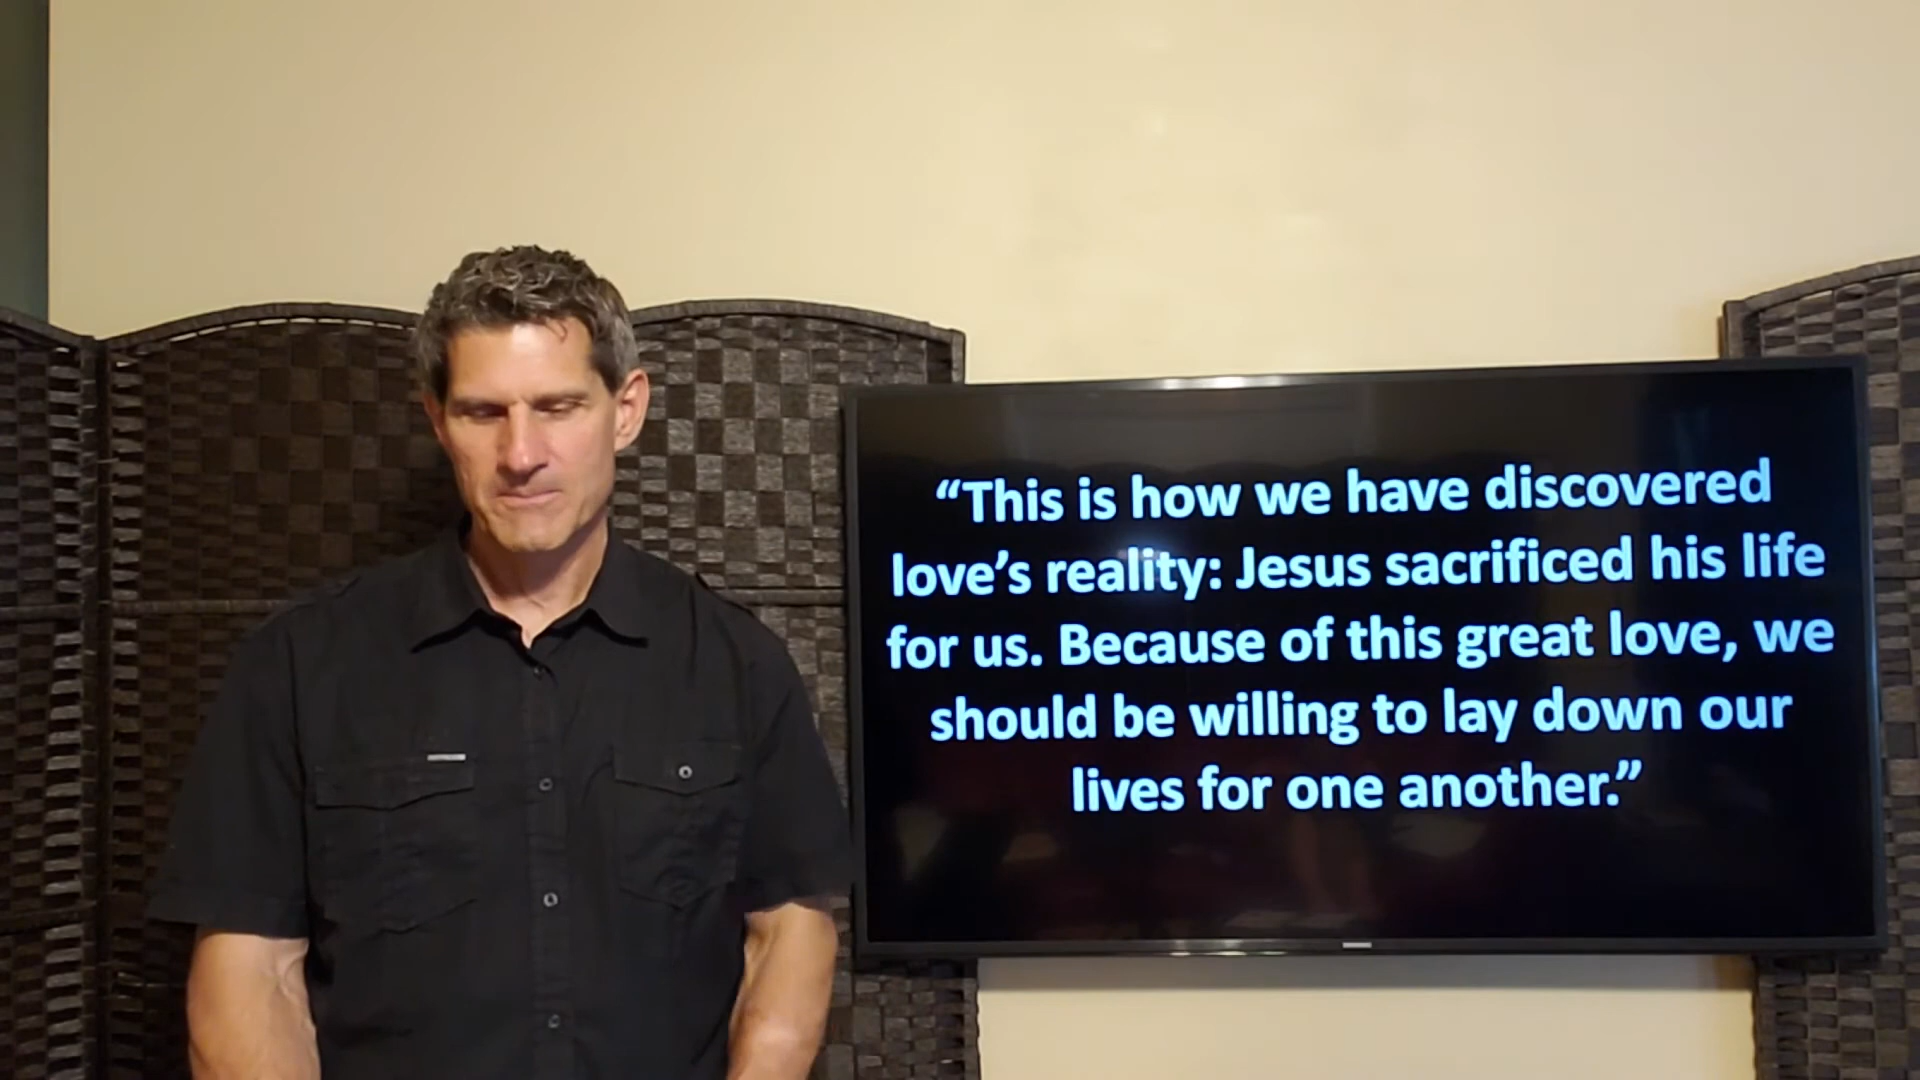 “This is how we have discovered
love’s reality: Jesus sacrificed his life
for us. Because of this great love, we
should be willing to lay down our
lives for one another.”